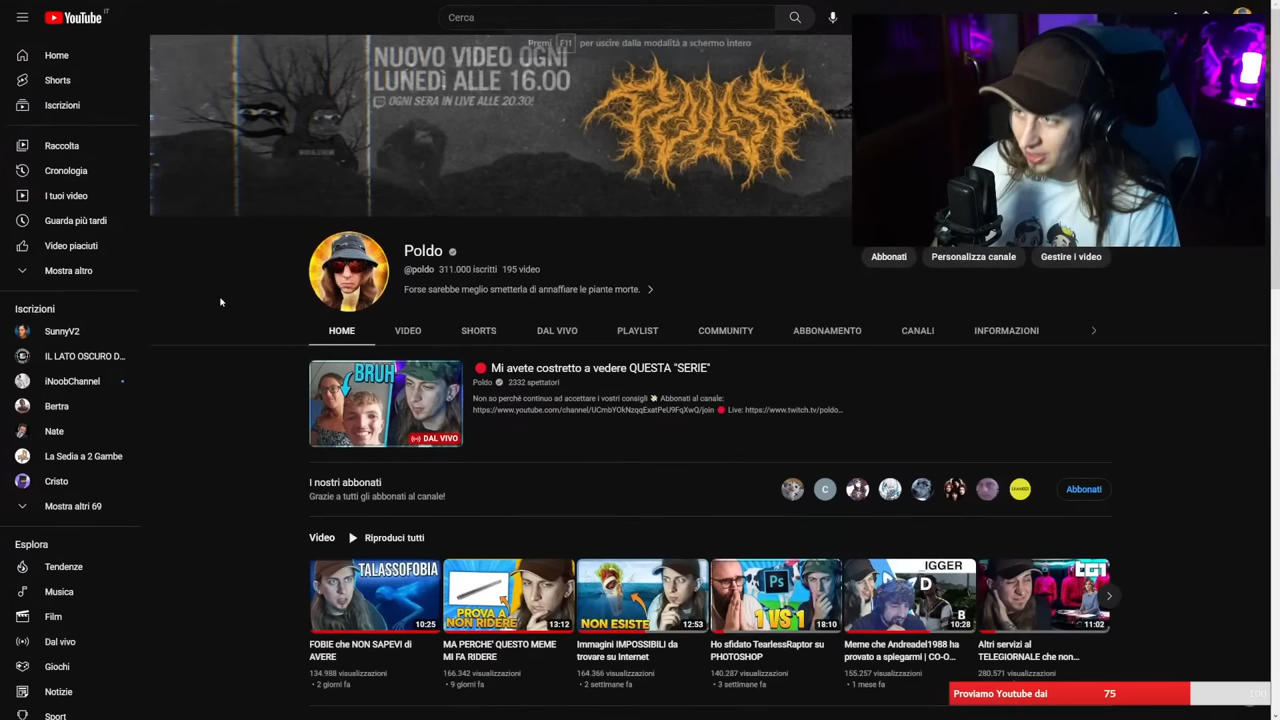 YouTube IT
Cerca
Home
Shorts
Iscrizioni
Raccolta
Cronologia
I tuoi video
Guarda più tardi
Video piaciuti
Mostra altro
Iscrizioni
SunnyV2
IL LATO OSCURO D...
iNoobChannel
Bertra
Nate
La Sedia a 2 Gambe
Cristo
Mostra altri 69
Esplora
Tendenze
Musica
Film
Dal vivo
Giochi
Notizie
Sport
Premi F11 per uscire dalla modalità a schermo intero
NUOVO VIDEO OGNI
LUNEDÌ ALLE 16.00
OGNI SERA IN LIVE ALLE 20.30!
Poldo
@poldo 311.000 iscritti 195 video
Forse sarebbe meglio smetterla di annaffiare le piante morte.
Abbonati Personalizza canale Gestire i video
HOME VIDEO SHORTS DAL VIVO PLAYLIST COMMUNITY ABBONAMENTO CANALI INFORMAZIONI
BRUH
DAL VIVO
Mi avete costretto a vedere QUESTA "SERIE"
Poldo 2332 spettatori
Non so perché continuo ad accettare i vostri consigli Abbonati al canale:
Live: https://www.twitch.tv/poldo...
I nostri abbonati
Grazie a tutti gli abbonati al canale!
C
Abbonati
Video Riproduci tutti
TALASSOFOBIA
10:25
FOBIE che NON SAPEVI di
AVERE
134.988 visualizzazioni
• 2 giorni fa
PROVA A
NON RIDERE
13:12
MA PERCHE' QUESTO MEME
MI FA RIDERE
166.342 visualizzazioni
• 9 giorni fa
NON ESISTE
12:53
Immagini IMPOSSIBILI da
trovare su Internet
164.366 visualizzazioni
• 2 settimane fa
Ps
1 VS 1
18:10
Ho sfidato TearlessRaptor su
PHOTOSHOP
140.287 visualizzazioni
• 3 settimane fa
IGGER
D
B
10:28
Meme che Andreadel1988 ha
provato a spiegarmi | CO-O...
155.257 visualizzazioni
• 1 mese fa
TG1
11:02
Altri servizi al
TELEGIORNALE che non...
280.571 visualizzazioni
Proviamo Youtube dai 75 100